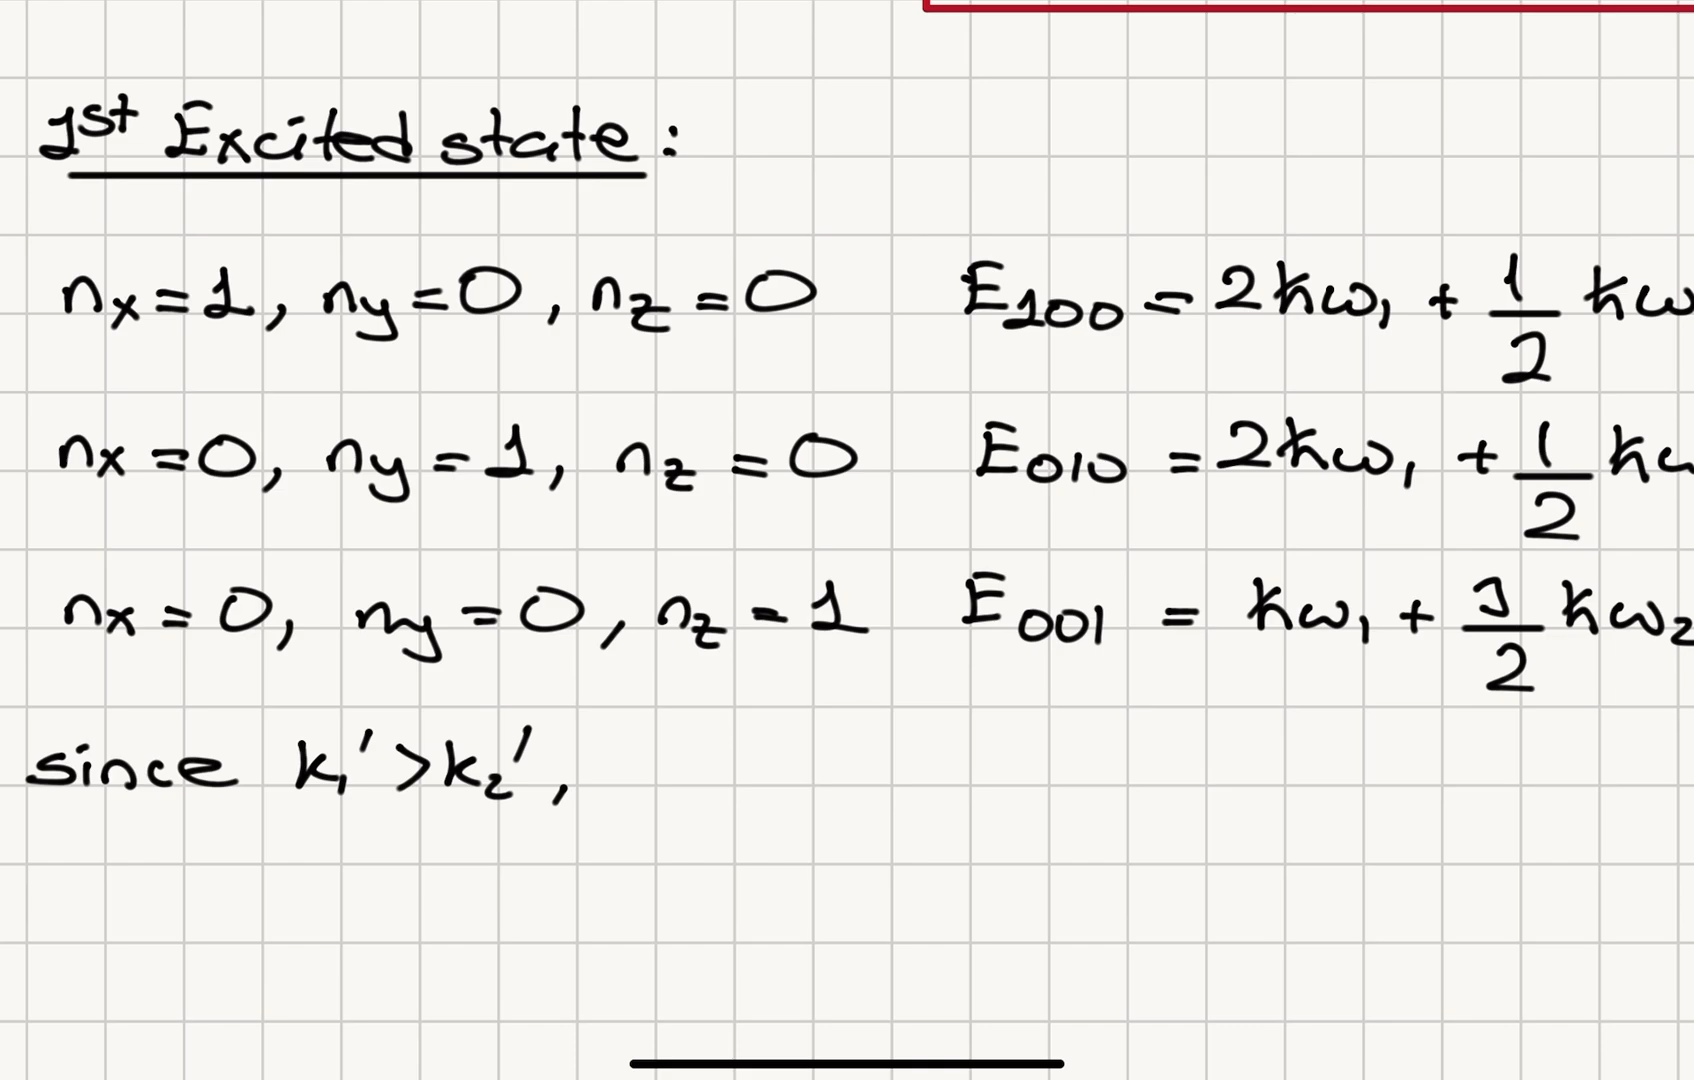 1st Excited state:
nx = 1, ny = 0, nz = 0 E100 = 2ħω1 + 1/2 ħω
nx = 0, ny = 1, nz = 0 E010 = 2ħω1 + 1/2 ħ
nx = 0, ny = 0, nz = 1 E001 = ħω1 + 3/2 ħω2
since k1' > k2',